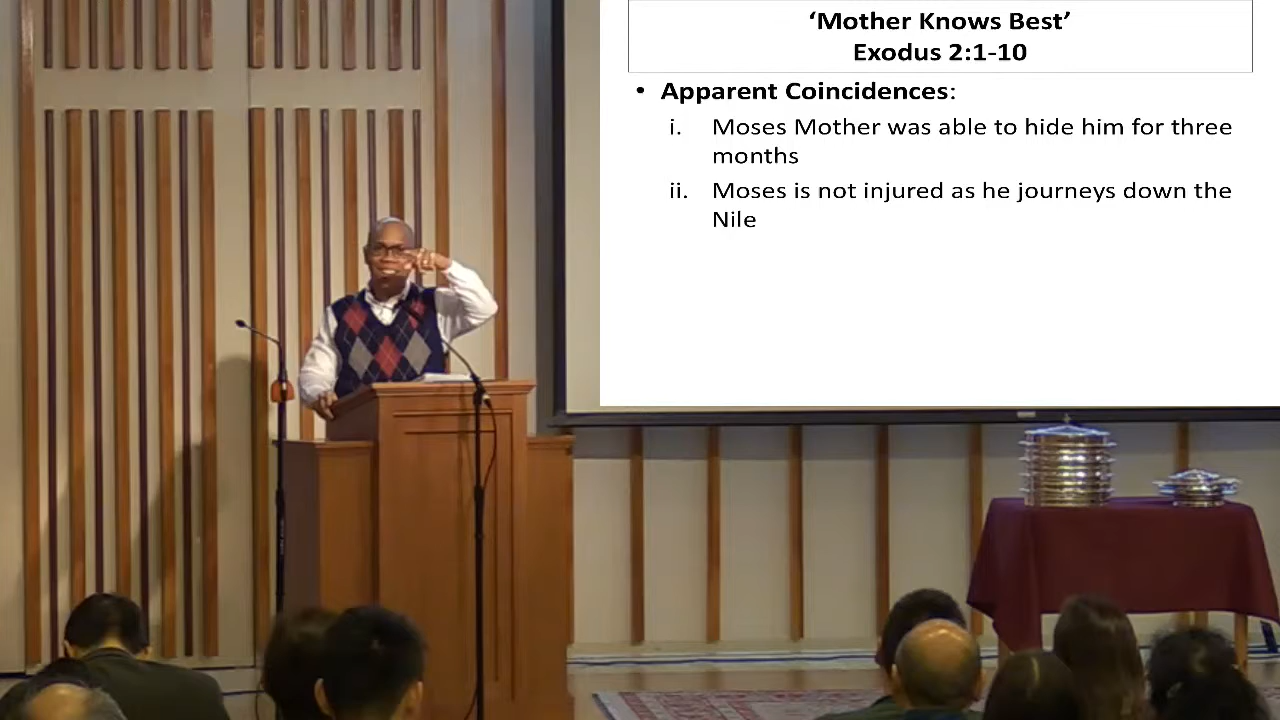 ‘Mother Knows Best’
Exodus 2:1-10
• Apparent Coincidences:
i. Moses Mother was able to hide him for three
months
ii. Moses is not injured as he journeys down the
Nile